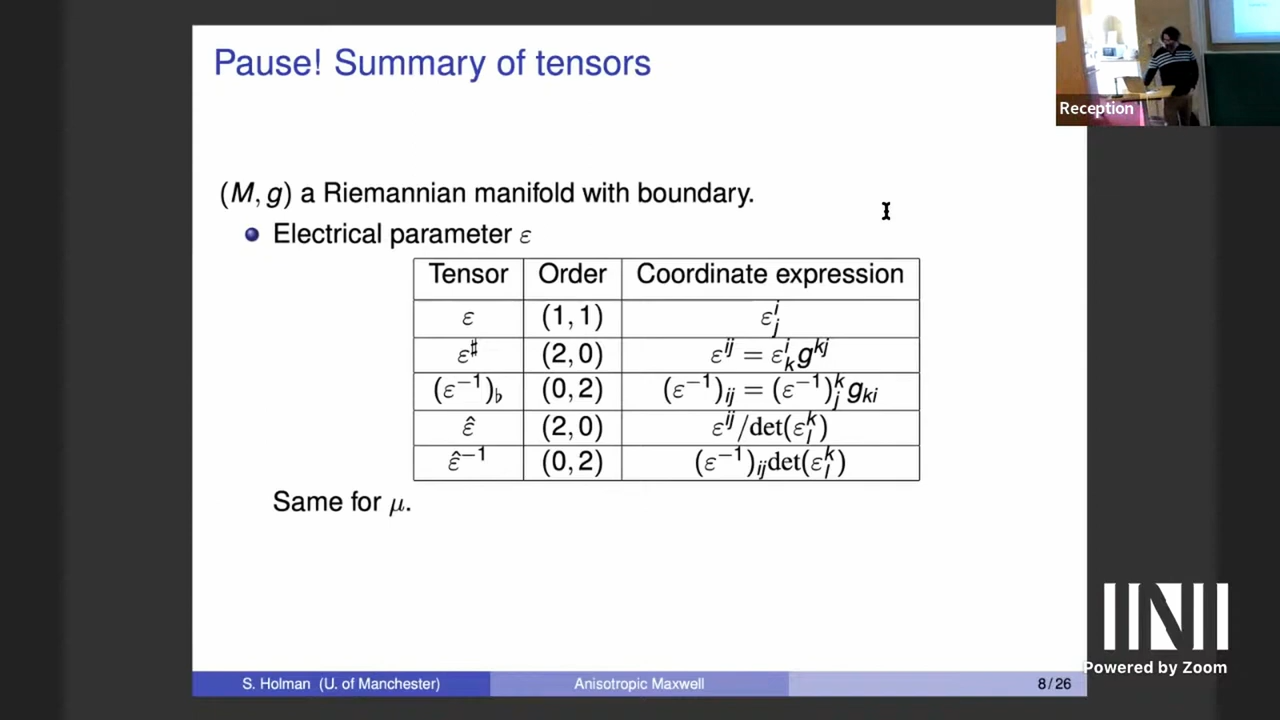 Pause! Summary of tensors
Reception
(M, g) a Riemannian manifold with boundary.
Electrical parameter ε
Tensor Order Coordinate expression
ε (1, 1) ε^i_j
ε^♯ (2, 0) ε^{ij} = ε^i_k g^{kj}
(ε^{−1})_♭ (0, 2) (ε^{−1})_{ij} = (ε^{−1})^k_j g_{ki}
ε̂ (2, 0) ε^{ij}/det(ε^k_l)
ε̂^{−1} (0, 2) (ε^{−1})_{ij}det(ε^k_l)
Same for μ.
Powered by Zoom
S. Holman (U. of Manchester) Anisotropic Maxwell 8 / 26